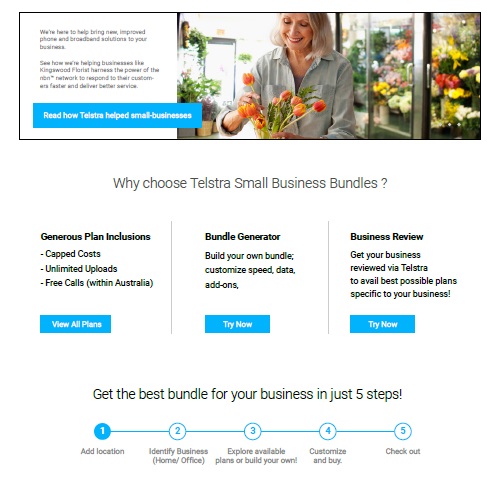 We're here to help bring new, improved
phone and broadband solutions to your
business.
See how we're helping businesses like
Kingswood Florist harness the power of the
nbn™ network to respond to their custom-
ers faster and deliver better service.
Read how Telstra helped small-businesses
Why choose Telstra Small Business Bundles ?
Generous Plan Inclusions
- Capped Costs
- Unlimited Uploads
- Free Calls (within Australia)
View All Plans
Bundle Generator
Build your own bundle;
customize speed, data,
add-ons,
Try Now
Business Review
Get your business
reviewed via Telstra
to avail best possible plans
specific to your business!
Try Now
Get the best bundle for your business in just 5 steps!
1
2
3
4
5
Add location
Identify Business
(Home/ Office)
Explore available
plans or build your own!
Customize
and buy.
Check out